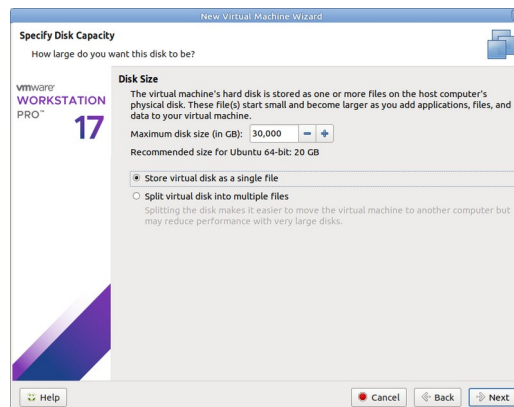 New Virtual Machine Wizard
Specify Disk Capacity
How large do you want this disk to be?
vmware
WORKSTATION
PRO™
17
Disk Size
The virtual machine's hard disk is stored as one or more files on the host computer's
physical disk. These file(s) start small and become larger as you add applications, files, and
data to your virtual machine.
Maximum disk size (in GB): 30,000
Recommended size for Ubuntu 64-bit: 20 GB
Store virtual disk as a single file
Split virtual disk into multiple files
Splitting the disk makes it easier to move the virtual machine to another computer but
may reduce performance with very large disks.
Help Cancel Back Next